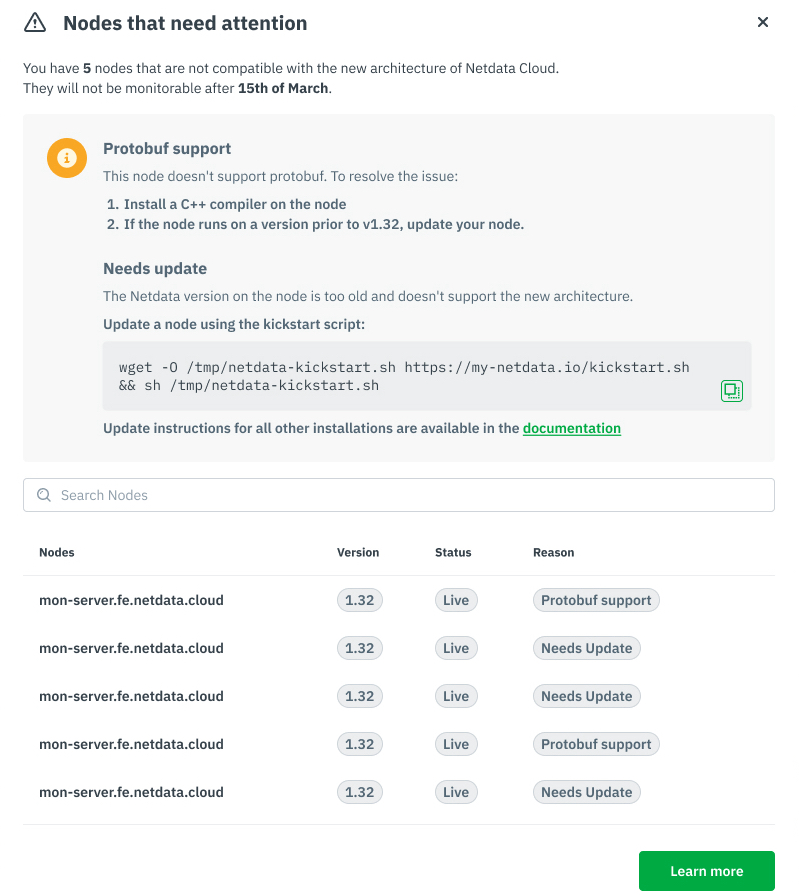 Nodes that need attention
You have 5 nodes that are not compatible with the new architecture of Netdata Cloud.
They will not be monitorable after 15th of March.
Protobuf support
This node doesn't support protobuf. To resolve the issue:
1. Install a C++ compiler on the node
2. If the node runs on a version prior to v1.32, update your node.
Needs update
The Netdata version on the node is too old and doesn't support the new architecture.
Update a node using the kickstart script:
wget -O /tmp/netdata-kickstart.sh https://my-netdata.io/kickstart.sh
&& sh /tmp/netdata-kickstart.sh
Update instructions for all other installations are available in the documentation
Search Nodes
Nodes Version Status Reason
mon-server.fe.netdata.cloud 1.32 Live Protobuf support
mon-server.fe.netdata.cloud 1.32 Live Needs Update
mon-server.fe.netdata.cloud 1.32 Live Needs Update
mon-server.fe.netdata.cloud 1.32 Live Protobuf support
mon-server.fe.netdata.cloud 1.32 Live Needs Update
Learn more